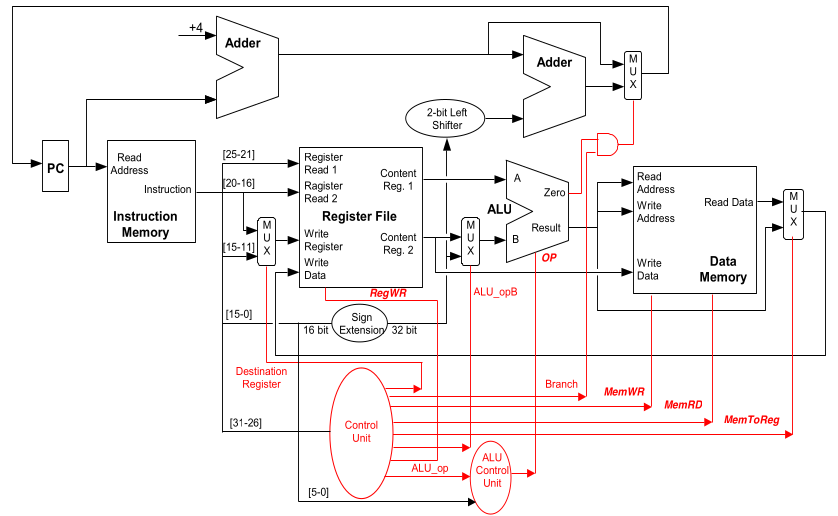 +4
Adder
Adder
M
U
X
2-bit Left
Shifter
PC
Read
Address
Instruction
Instruction
Memory
[25-21]
[20-16]
[15-11]
M
U
X
Register
Read 1
Ragister
Read 2
Content
Reg. 1
Register File
Write
Register
Content
Reg. 2
Write
Data
RegWR
M
U
X
A
Zero
ALU
Result
B
OP
ALU_opB
Read
Address
Write
Address
Read Data
Write
Data
Data
Memory
M
U
X
[15-0]
16 bit
Sign
Extension
32 bit
Destination
Register
Branch
MemWR
MemRD
MemToReg
[31-26]
Control
Unit
ALU_op
ALU
Control
Unit
[5-0]